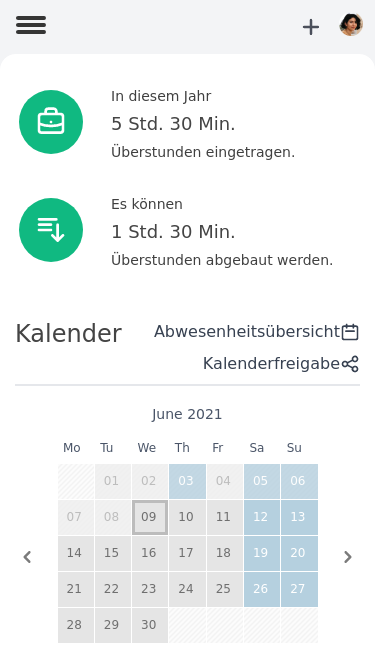 In diesem Jahr
5 Std. 30 Min.
Überstunden eingetragen.
Es können
1 Std. 30 Min.
Überstunden abgebaut werden.
Kalender
Abwesenheitsübersicht
Kalenderfreigabe
June 2021
Mo Tu We Th Fr Sa Su
01 02 03 04 05 06
07 08 09 10 11 12 13
14 15 16 17 18 19 20
21 22 23 24 25 26 27
28 29 30